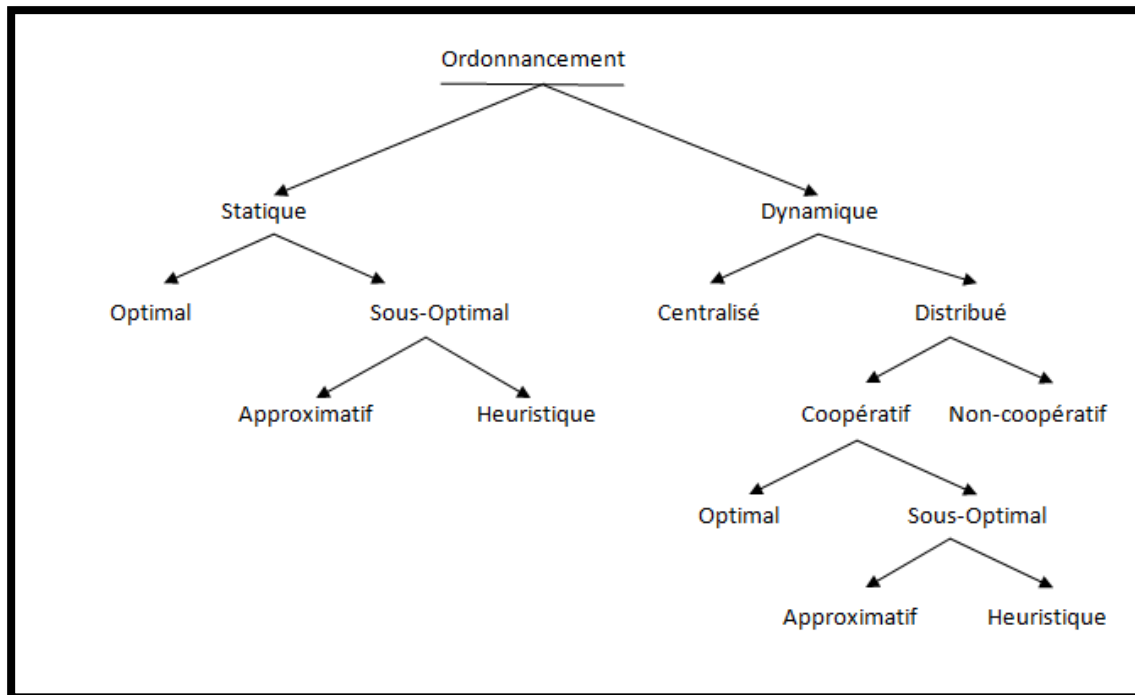 Ordonnancement
Statique Dynamique
Optimal Sous-Optimal Centralisé Distribué
Approximatif Heuristique Coopératif Non-coopératif
Optimal Sous-Optimal
Approximatif Heuristique